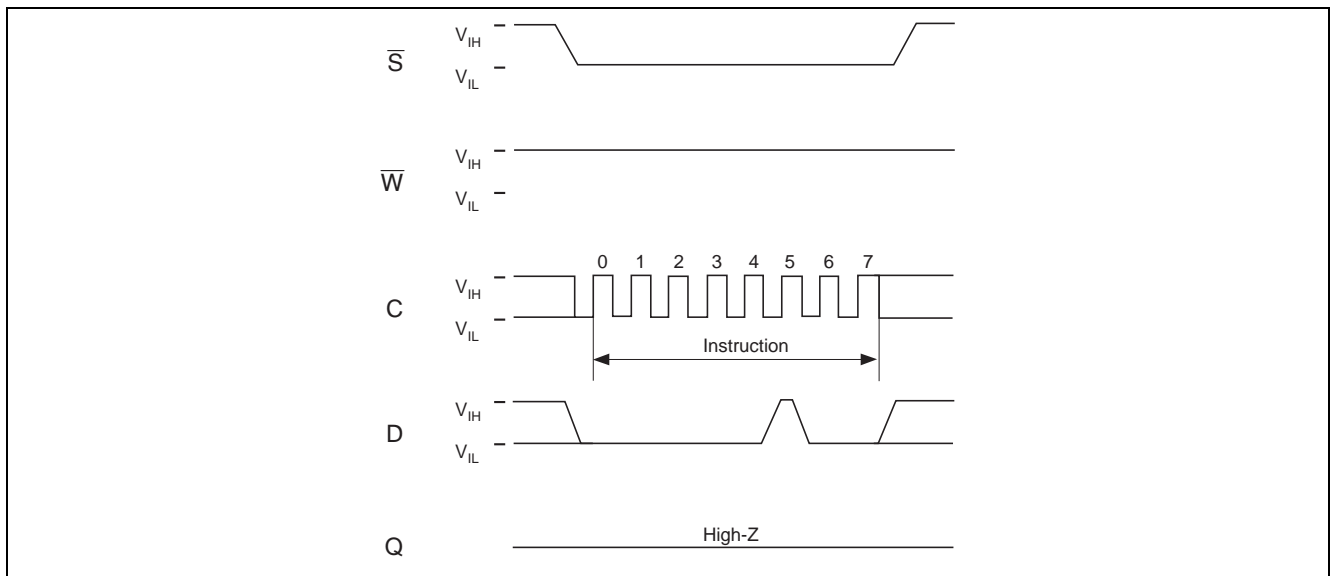 V_IH
S̅
V_IL
V_IH
W̅
V_IL
0 1 2 3 4 5 6 7
V_IH
C
V_IL
Instruction
V_IH
D
V_IL
High-Z
Q